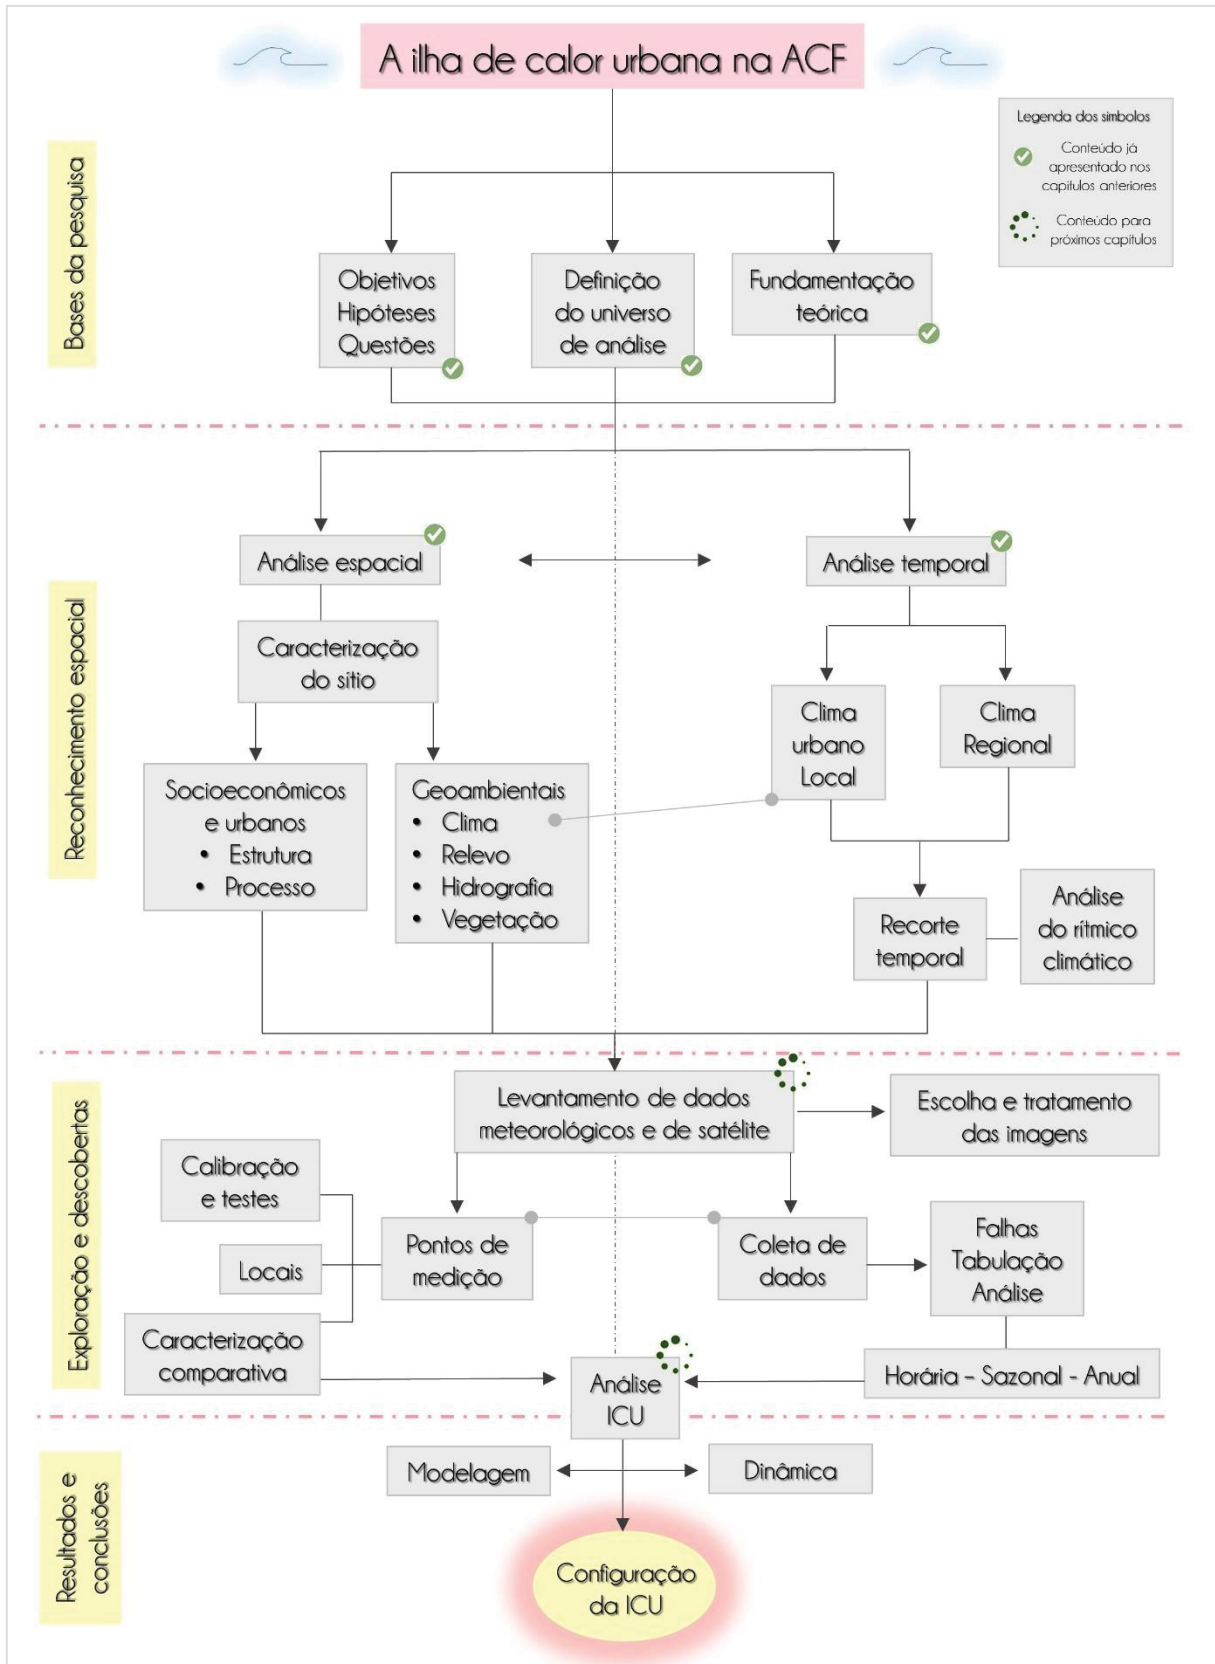 A ilha de calor urbana na ACF
Legenda dos símbolos
Conteúdo já
apresentado nos
capítulos anteriores
Conteúdo para
próximos capítulos
Bases da pesquisa
Objetivos
Hipóteses
Questões
Definição
do universo
de análise
Fundamentação
teórica
Reconhecimento espacial
Análise espacial
Análise temporal
Caracterização
do sítio
Clima
urbano
Local
Clima
Regional
Socioeconômicos
e urbanos
• Estrutura
• Processo
Geoambientais
• Clima
• Relevo
• Hidrografia
• Vegetação
Recorte
temporal
Análise
do rítmico
climático
Exploração e descobertas
Levantamento de dados
meteorológicos e de satélite
Escolha e tratamento
das imagens
Calibração
e testes
Locais
Caracterização
comparativa
Pontos de
medição
Coleta de
dados
Falhas
Tabulação
Análise
Horária – Sazonal - Anual
Análise
ICU
Resultados e
conclusões
Modelagem
Dinâmica
Configuração
da ICU